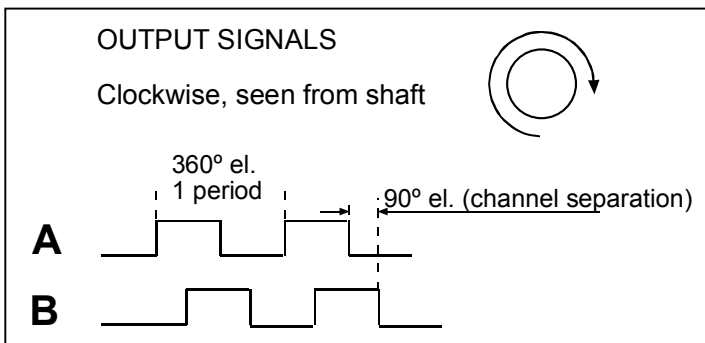 OUTPUT SIGNALS
Clockwise, seen from shaft
360º el.
1 period
90º el. (channel separation)
A
B